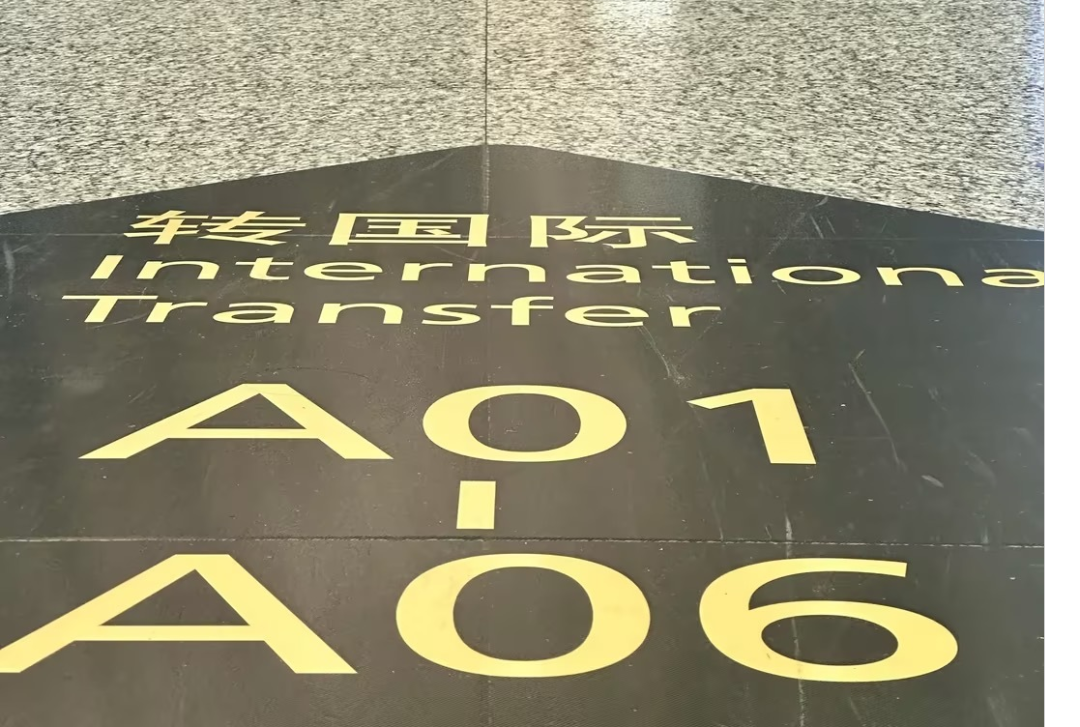 转国际
Internationa
Transfer
A01
-
A06